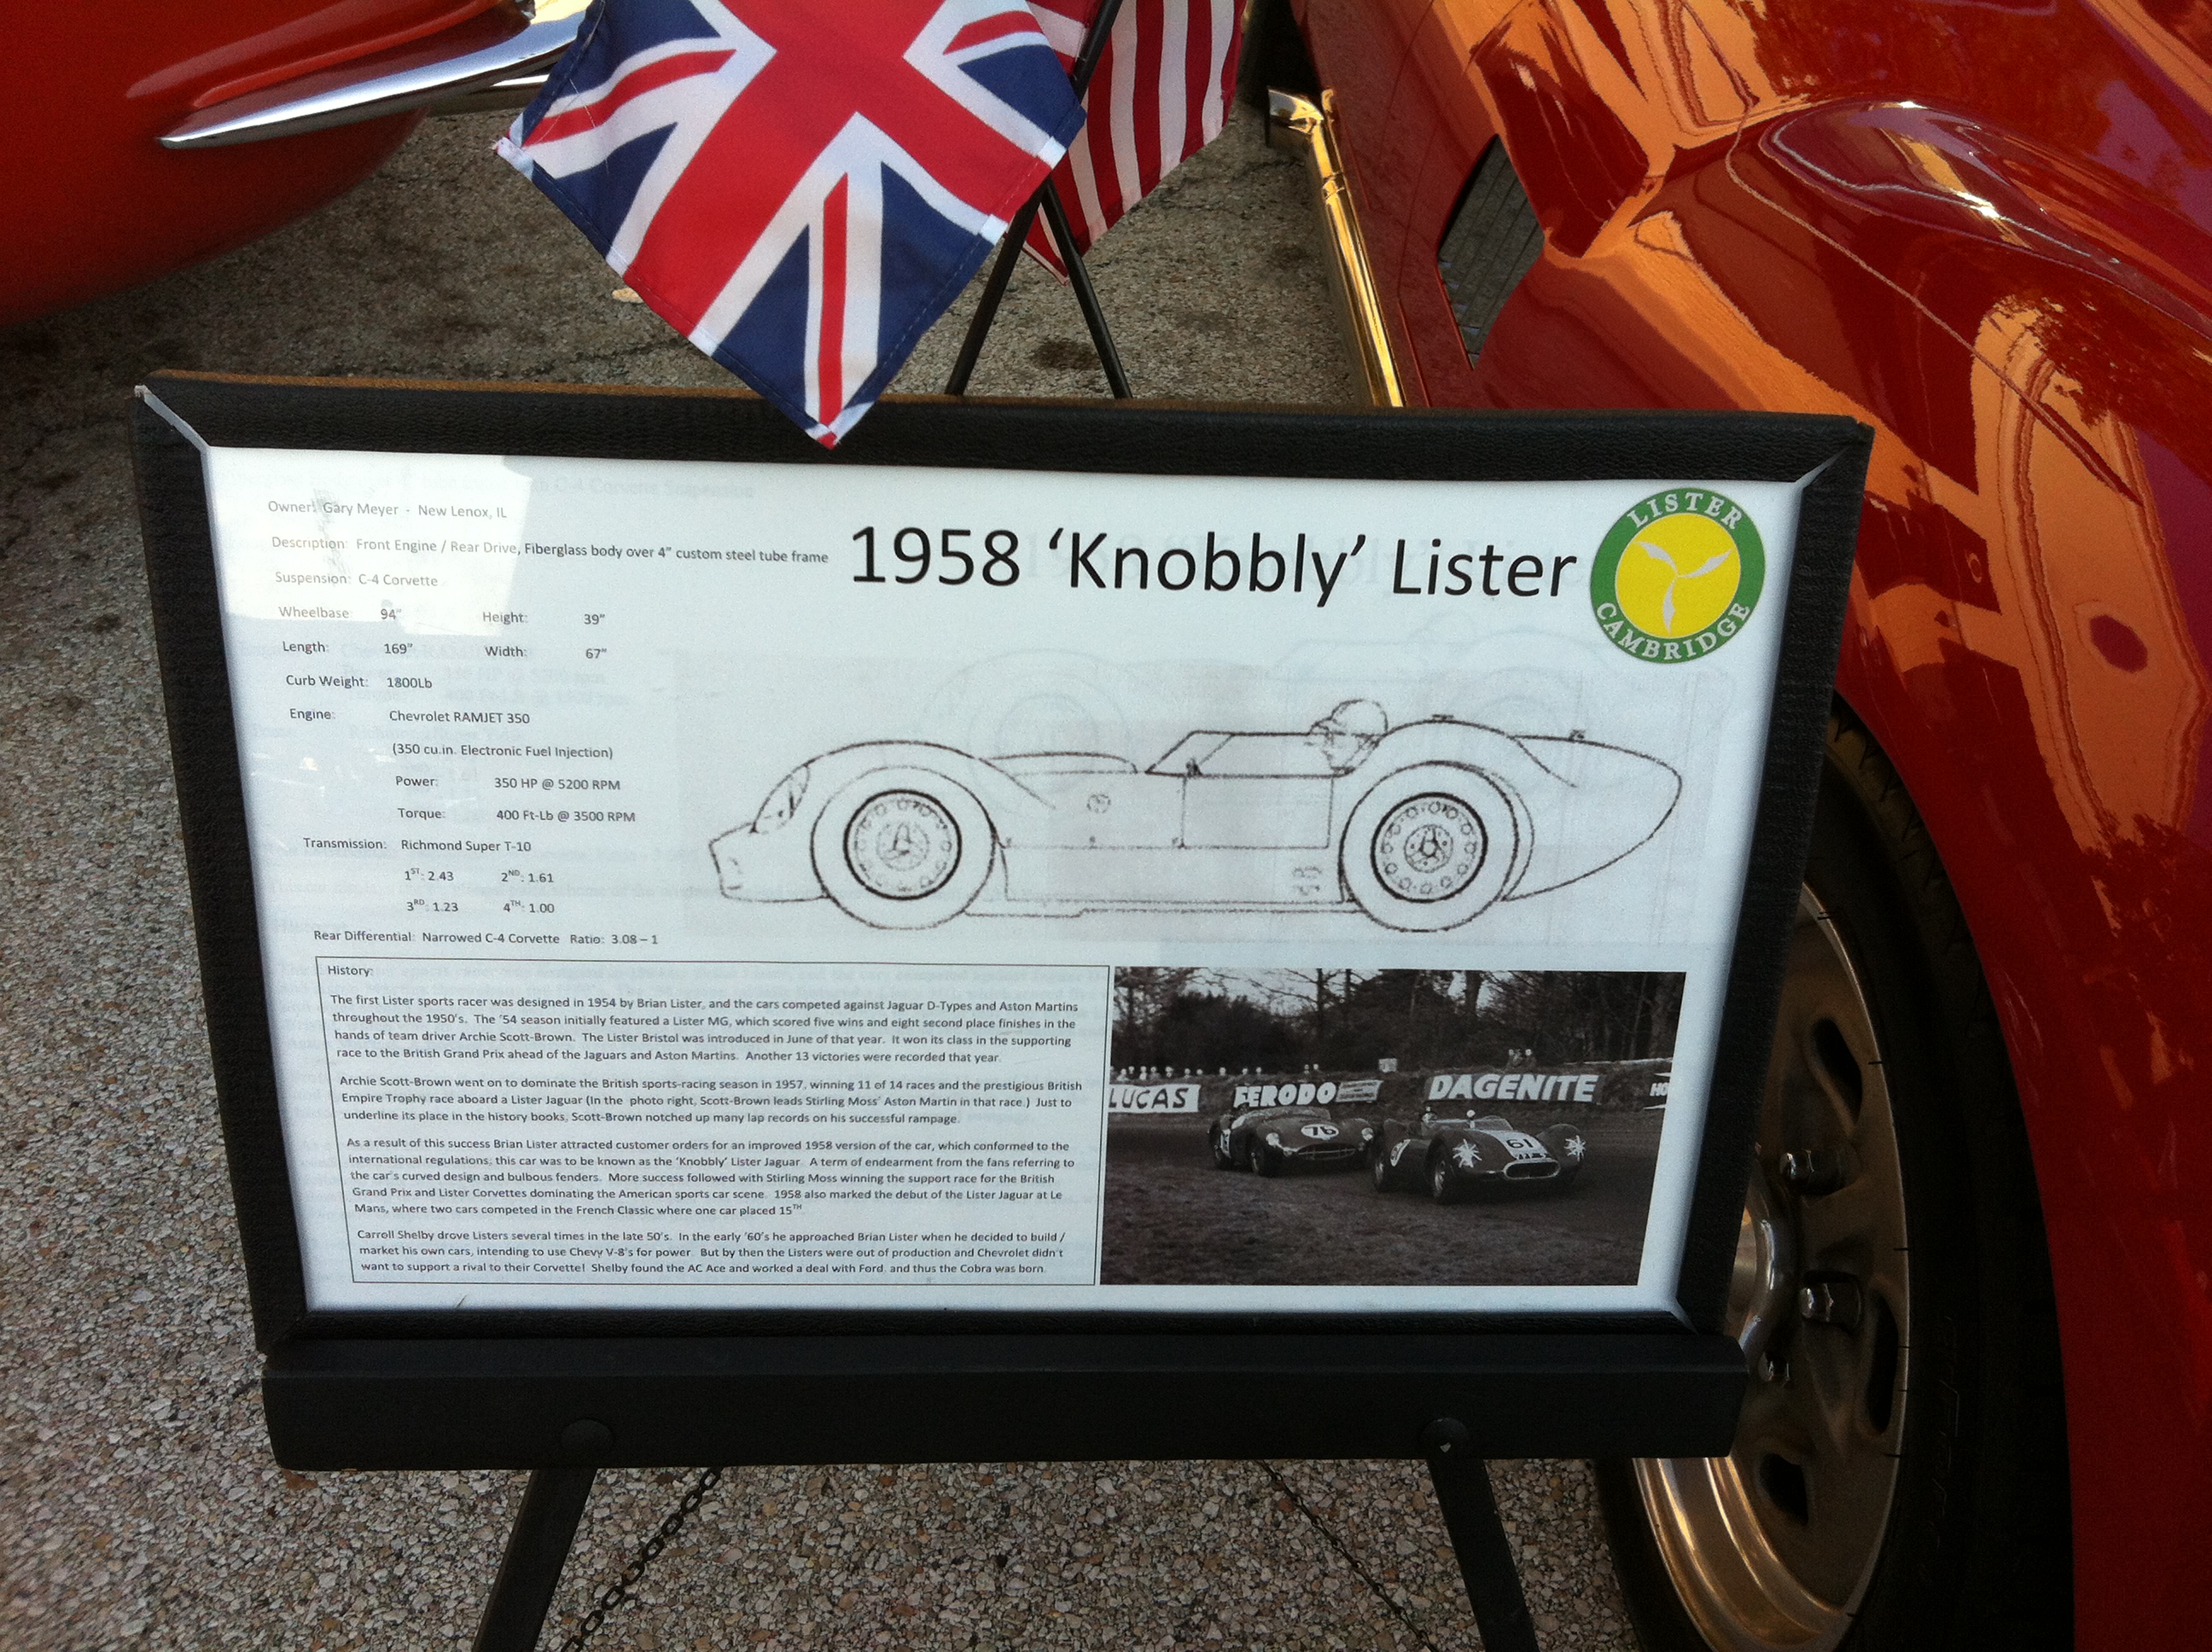 Owner: Gary Meyer - New Lenox, IL
Description: Front Engine / Rear Drive, Fiberglass body over 4" custom steel tube frame
Suspension: C-4 Corvette
Wheelbase: 94" Height: 39"
Length: 169" Width: 67"
Curb Weight: 1800Lb
Engine: Chevrolet RAMJET 350
(350 cu.in. Electronic Fuel Injection)
Power: 350 HP @ 5200 RPM
Torque: 400 Ft-Lb @ 3500 RPM
Transmission: Richmond Super T-10
1ST: 2.43 2ND: 1.61
3RD: 1.23 4TH: 1.00
Rear Differential: Narrowed C-4 Corvette Ratio: 3.08 – 1
1958 ‘Knobbly’ Lister
LISTER
CAMBRIDGE
History:
The first Lister sports racer was designed in 1954 by Brian Lister, and the cars competed against Jaguar D-Types and Aston Martins
throughout the 1950's. The '54 season initially featured a Lister MG, which scored five wins and eight second place finishes in the
hands of team driver Archie Scott-Brown. The Lister Bristol was introduced in June of that year. It won its class in the supporting
race to the British Grand Prix ahead of the Jaguars and Aston Martins. Another 13 victories were recorded that year.
Archie Scott-Brown went on to dominate the British sports-racing season in 1957, winning 11 of 14 races and the prestigious British
Empire Trophy race aboard a Lister Jaguar (In the photo right, Scott-Brown leads Stirling Moss' Aston Martin in that race.) Just to
underline its place in the history books, Scott-Brown notched up many lap records on his successful rampage.
As a result of this success Brian Lister attracted customer orders for an improved 1958 version of the car, which conformed to the
international regulations; this car was to be known as the 'Knobbly' Lister Jaguar. A term of endearment from the fans referring to
the car's curved design and bulbous fenders. More success followed with Stirling Moss winning the support race for the British
Grand Prix and Lister Corvettes dominating the American sports car scene. 1958 also marked the debut of the Lister Jaguar at Le
Mans, where two cars competed in the French Classic where one car placed 15TH
Carroll Shelby drove Listers several times in the late 50's. In the early '60's he approached Brian Lister when he decided to build /
market his own cars, intending to use Chevy V-8's for power. But by then the Listers were out of production and Chevrolet didn't
want to support a rival to their Corvette! Shelby found the AC Ace and worked a deal with Ford, and thus the Cobra was born.
LUCAS FERODO DAGENITE
76 61